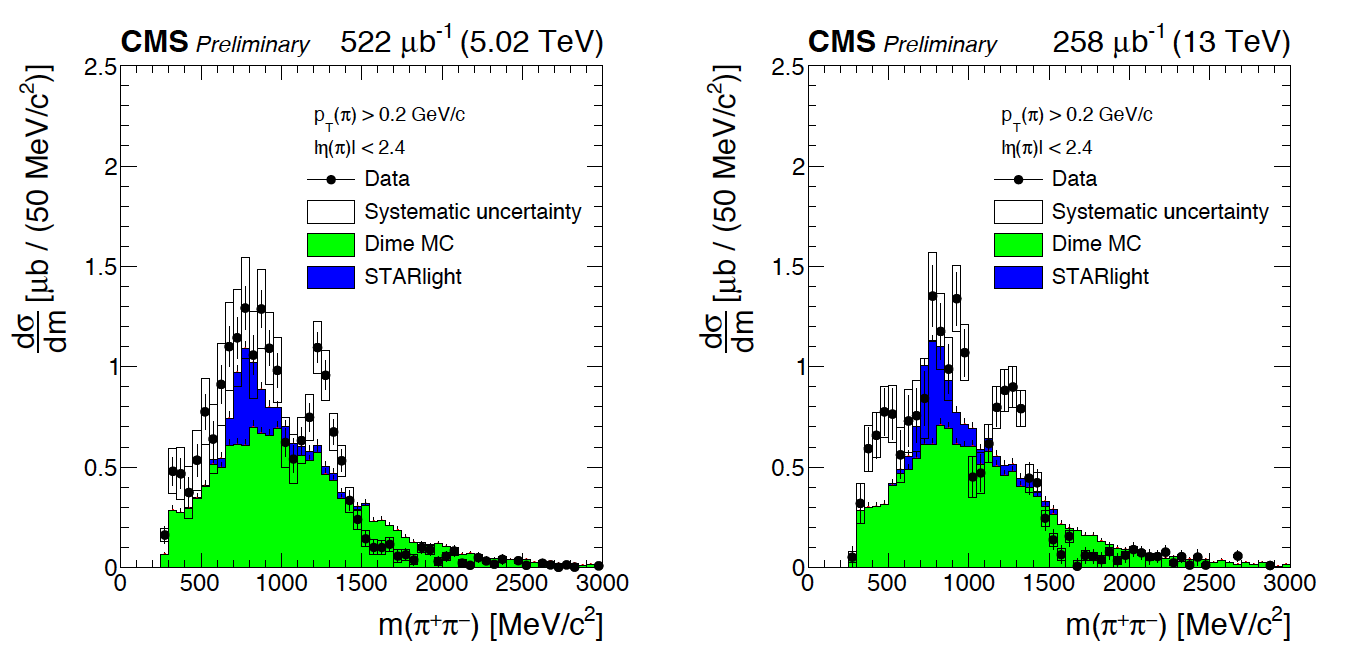 CMS Preliminary 522 μb⁻¹ (5.02 TeV)
dσ/dm [μb / (50 MeV/c²)]
2.5
2
1.5
1
0.5
0
p_T(π) > 0.2 GeV/c
|η(π)| < 2.4
Data
Systematic uncertainty
Dime MC
STARlight
0 500 1000 1500 2000 2500 3000
m(π⁺π⁻) [MeV/c²]
CMS Preliminary 258 μb⁻¹ (13 TeV)
dσ/dm [μb / (50 MeV/c²)]
2.5
2
1.5
1
0.5
0
p_T(π) > 0.2 GeV/c
|η(π)| < 2.4
Data
Systematic uncertainty
Dime MC
STARlight
0 500 1000 1500 2000 2500 3000
m(π⁺π⁻) [MeV/c²]